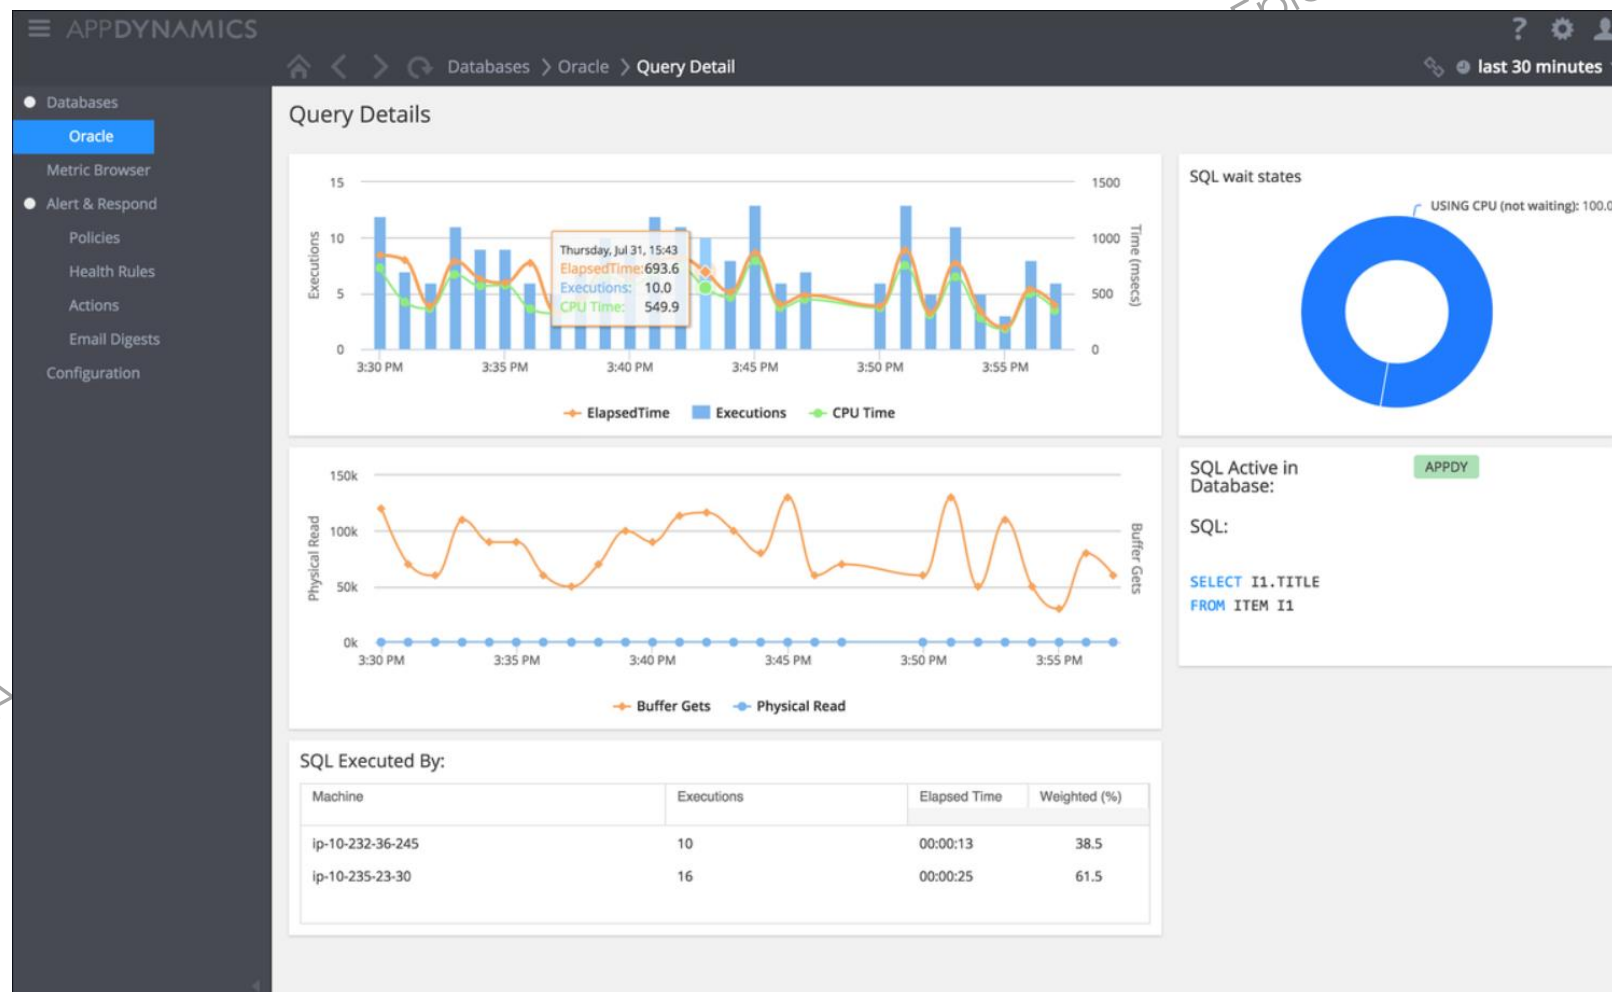 APPDYNAMICS
Databases Oracle Query Detail
last 30 minutes
Databases
Oracle
Metric Browser
Alert & Respond
Policies
Health Rules
Actions
Email Digests
Configuration
Query Details
15
10
5
0
Executions
1500
1000
500
0
Time (msecs)
Thursday, Jul 31, 15:43
ElapsedTime: 693.6
Executions: 10.0
CPU Time: 549.9
3:30 PM 3:35 PM 3:40 PM 3:45 PM 3:50 PM 3:55 PM
ElapsedTime Executions CPU Time
SQL wait states
USING CPU (not waiting): 100.0
150k
100k
50k
0k
Physical Read
Buffer Gets
3:30 PM 3:35 PM 3:40 PM 3:45 PM 3:50 PM 3:55 PM
Buffer Gets Physical Read
SQL Active in
Database:
APPDY
SQL:
SELECT I1.TITLE
FROM ITEM I1
SQL Executed By:
Machine Executions Elapsed Time Weighted (%)
ip-10-232-36-245 10 00:00:13 38.5
ip-10-235-23-30 16 00:00:25 61.5